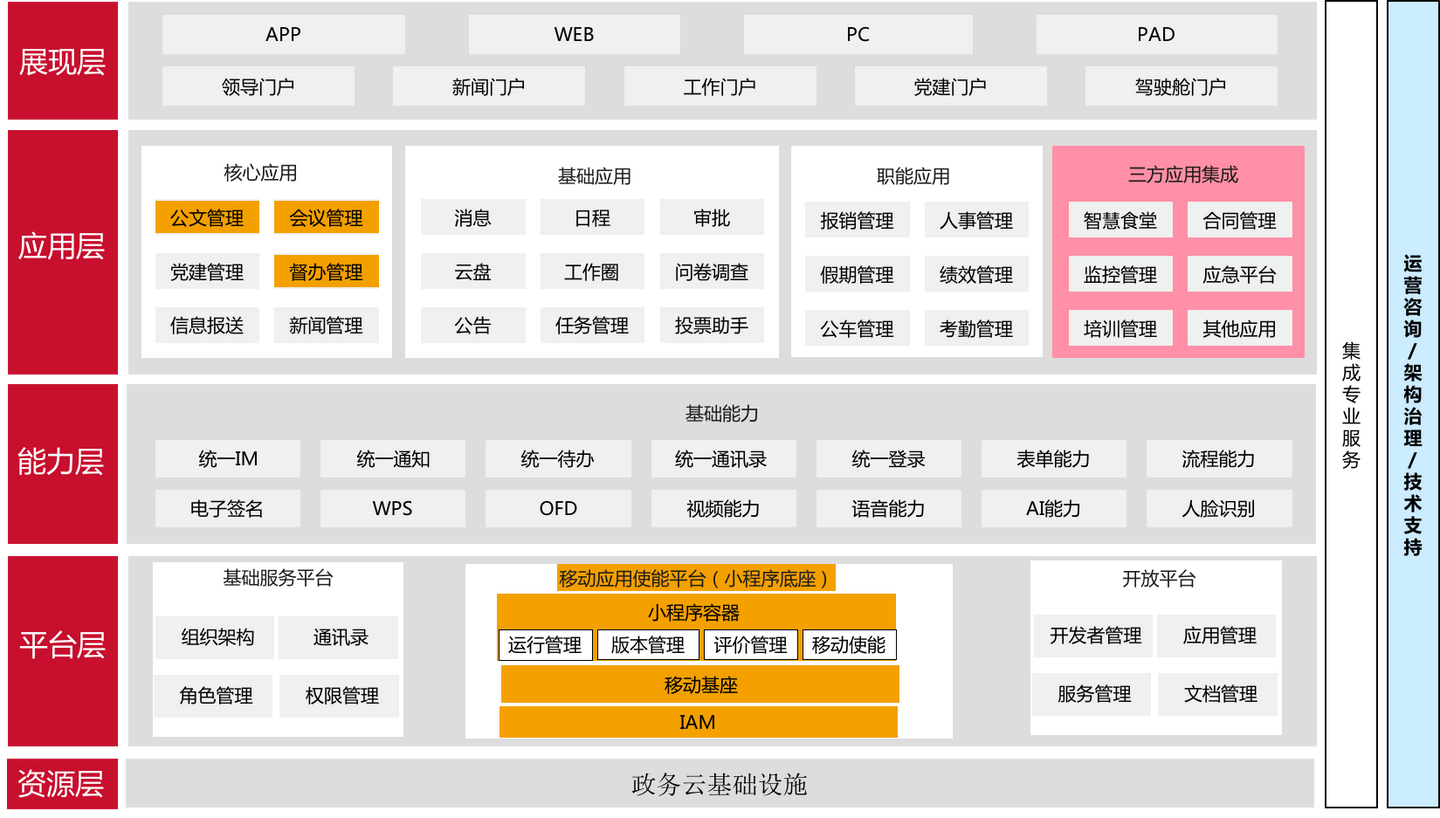 展现层
APP
WEB
PC
PAD
领导门户
新闻门户
工作门户
党建门户
驾驶舱门户
应用层
核心应用
公文管理
会议管理
党建管理
督办管理
信息报送
新闻管理
基础应用
消息
日程
审批
云盘
工作圈
问卷调查
公告
任务管理
投票助手
职能应用
报销管理
人事管理
假期管理
绩效管理
公车管理
考勤管理
三方应用集成
智慧食堂
合同管理
监控管理
应急平台
培训管理
其他应用
能力层
基础能力
统一IM
统一通知
统一待办
统一通讯录
统一登录
表单能力
流程能力
电子签名
WPS
OFD
视频能力
语音能力
AI能力
人脸识别
平台层
基础服务平台
组织架构
通讯录
角色管理
权限管理
移动应用使能平台（小程序底座）
小程序容器
运行管理
版本管理
评价管理
移动使能
移动基座
IAM
开放平台
开发者管理
应用管理
服务管理
文档管理
资源层
政务云基础设施
集成专业服务
运营咨询/架构治理/技术支持